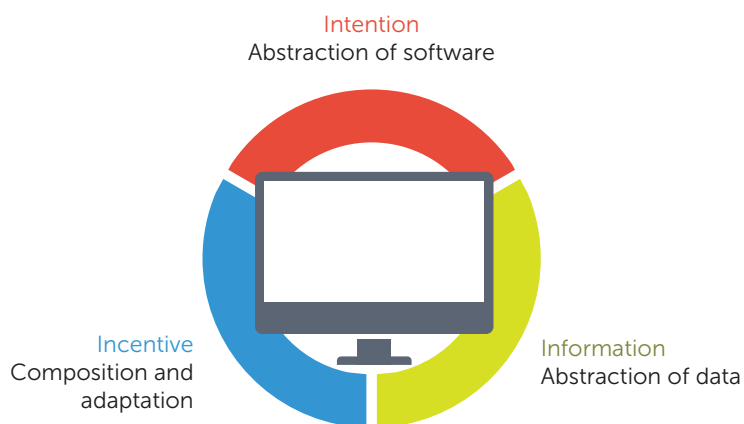 Intention
Abstraction of software
Incentive
Composition and
adaptation
Information
Abstraction of data